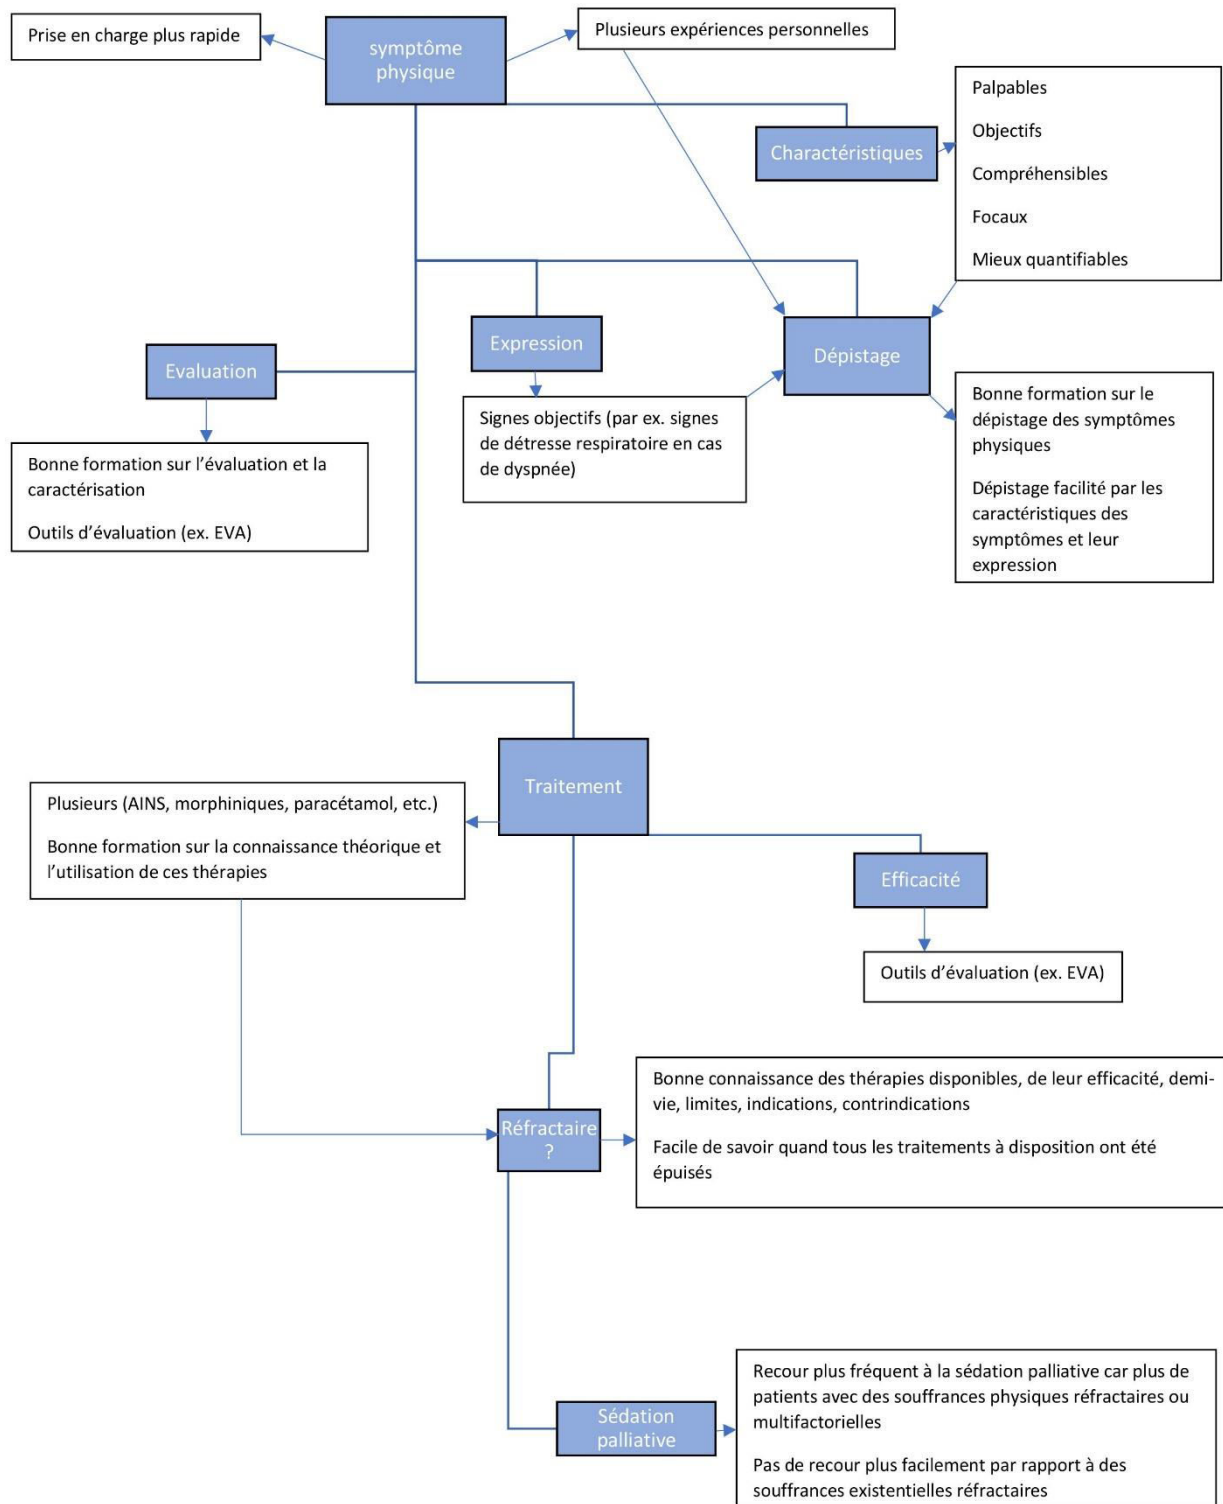 Prise en charge plus rapide
symptôme
physique
Plusieurs expériences personnelles
Charactéristiques
Palpables
Objectifs
Compréhensibles
Focaux
Mieux quantifiables
Evaluation
Expression
Dépistage
Bonne formation sur l'évaluation et la
caractérisation
Outils d'évaluation (ex. EVA)
Signes objectifs (par ex. signes
de détresse respiratoire en cas
de dyspnée)
Bonne formation sur le
dépistage des symptômes
physiques
Dépistage facilité par les
caractéristiques des
symptômes et leur
expression
Traitement
Plusieurs (AINS, morphiniques, paracétamol, etc.)
Bonne formation sur la connaissance théorique et
l'utilisation de ces thérapies
Efficacité
Outils d'évaluation (ex. EVA)
Réfractaire
?
Bonne connaissance des thérapies disponibles, de leur efficacité, demi-
vie, limites, indications, contrindications
Facile de savoir quand tous les traitements à disposition ont été
épuisés
Sédation
palliative
Recour plus fréquent à la sédation palliative car plus de
patients avec des souffrances physiques réfractaires ou
multifactorielles
Pas de recour plus facilement par rapport à des
souffrances existentielles réfractaires